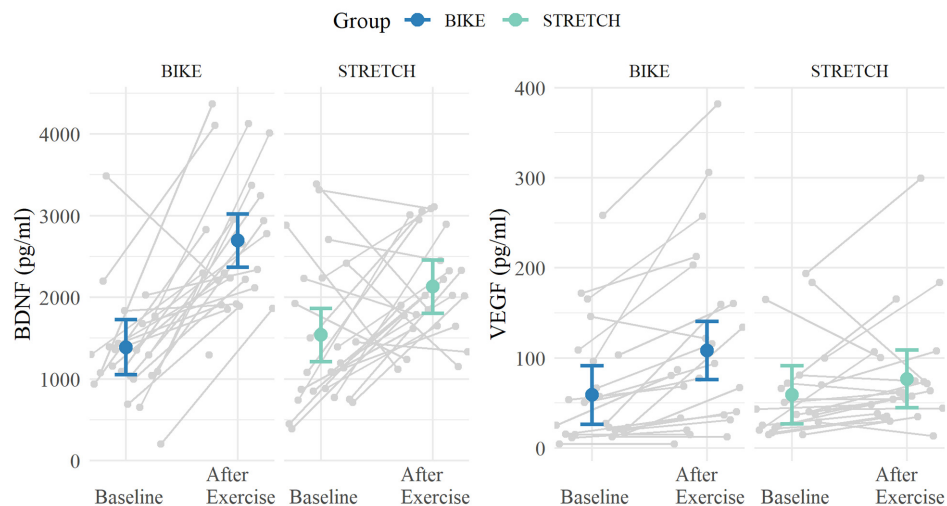 Group BIKE STRETCH
BIKE STRETCH
BDNF (pg/ml)
4000
3000
2000
1000
0
Baseline
After
Exercise
Baseline
After
Exercise
BIKE STRETCH
VEGF (pg/ml)
400
300
200
100
0
Baseline
After
Exercise
Baseline
After
Exercise